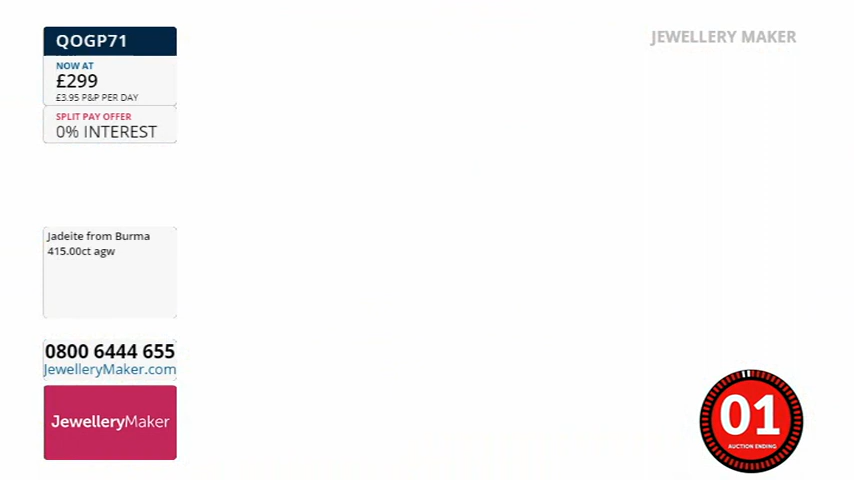 QOGP71
NOW AT
£299
£3.95 P&P PER DAY
SPLIT PAY OFFER
0% INTEREST
JEWELLERY MAKER
Jadeite from Burma
415.00ct agw
0800 6444 655
JewelleryMaker.com
JewelleryMaker
01
AUCTION ENDING